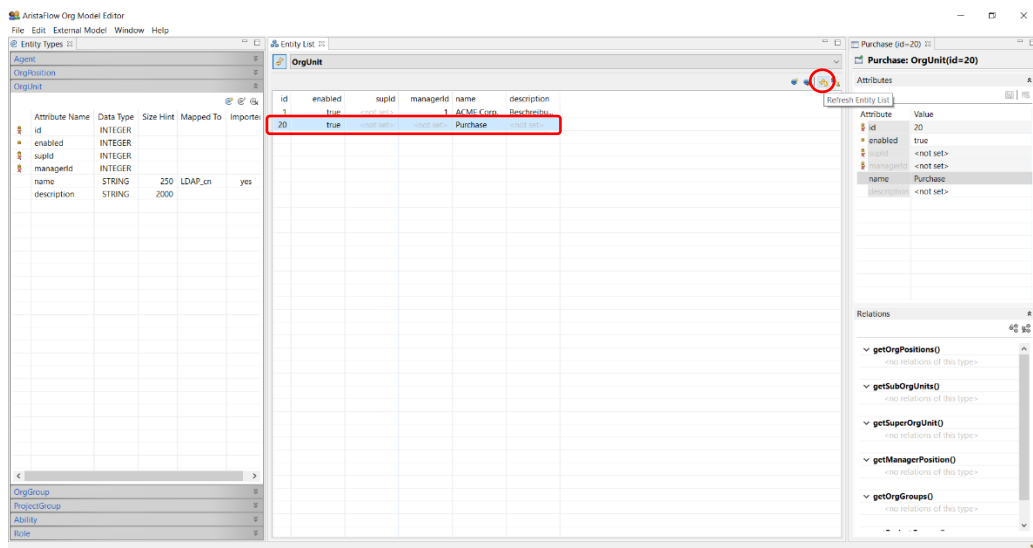 AristaFlow Org Model Editor
File Edit External Model Window Help
Entity Types
Agent
OrgPosition
OrgUnit
Attribute Name Data Type Size Hint Mapped To Importe
id INTEGER
enabled INTEGER
supId INTEGER
managerId INTEGER
name STRING 250 LDAP_cn yes
description STRING 2000
OrgGroup
ProjectGroup
Ability
Role
Entity List
OrgUnit
id enabled supId managerId name description
1 true <not set> 1 ACME Corp. Beschreibu...
20 true <not set> <not set> Purchase <not set>
Refresh Entity List
Purchase (id=20)
Purchase: OrgUnit(id=20)
Attributes
Attribute Value
id 20
enabled true
supId <not set>
managerId <not set>
name Purchase
description <not set>
Relations
getOrgPositions()
<no relations of this type>
getSubOrgUnits()
<no relations of this type>
getSuperOrgUnit()
<no relations of this type>
getManagerPosition()
<no relations of this type>
getOrgGroups()
<no relations of this type>